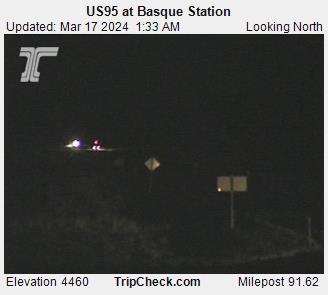 US95 at Basque Station
Updated: Mar 17 2024 1:33 AM Looking North
Elevation 4460 TripCheck.com Milepost 91.62